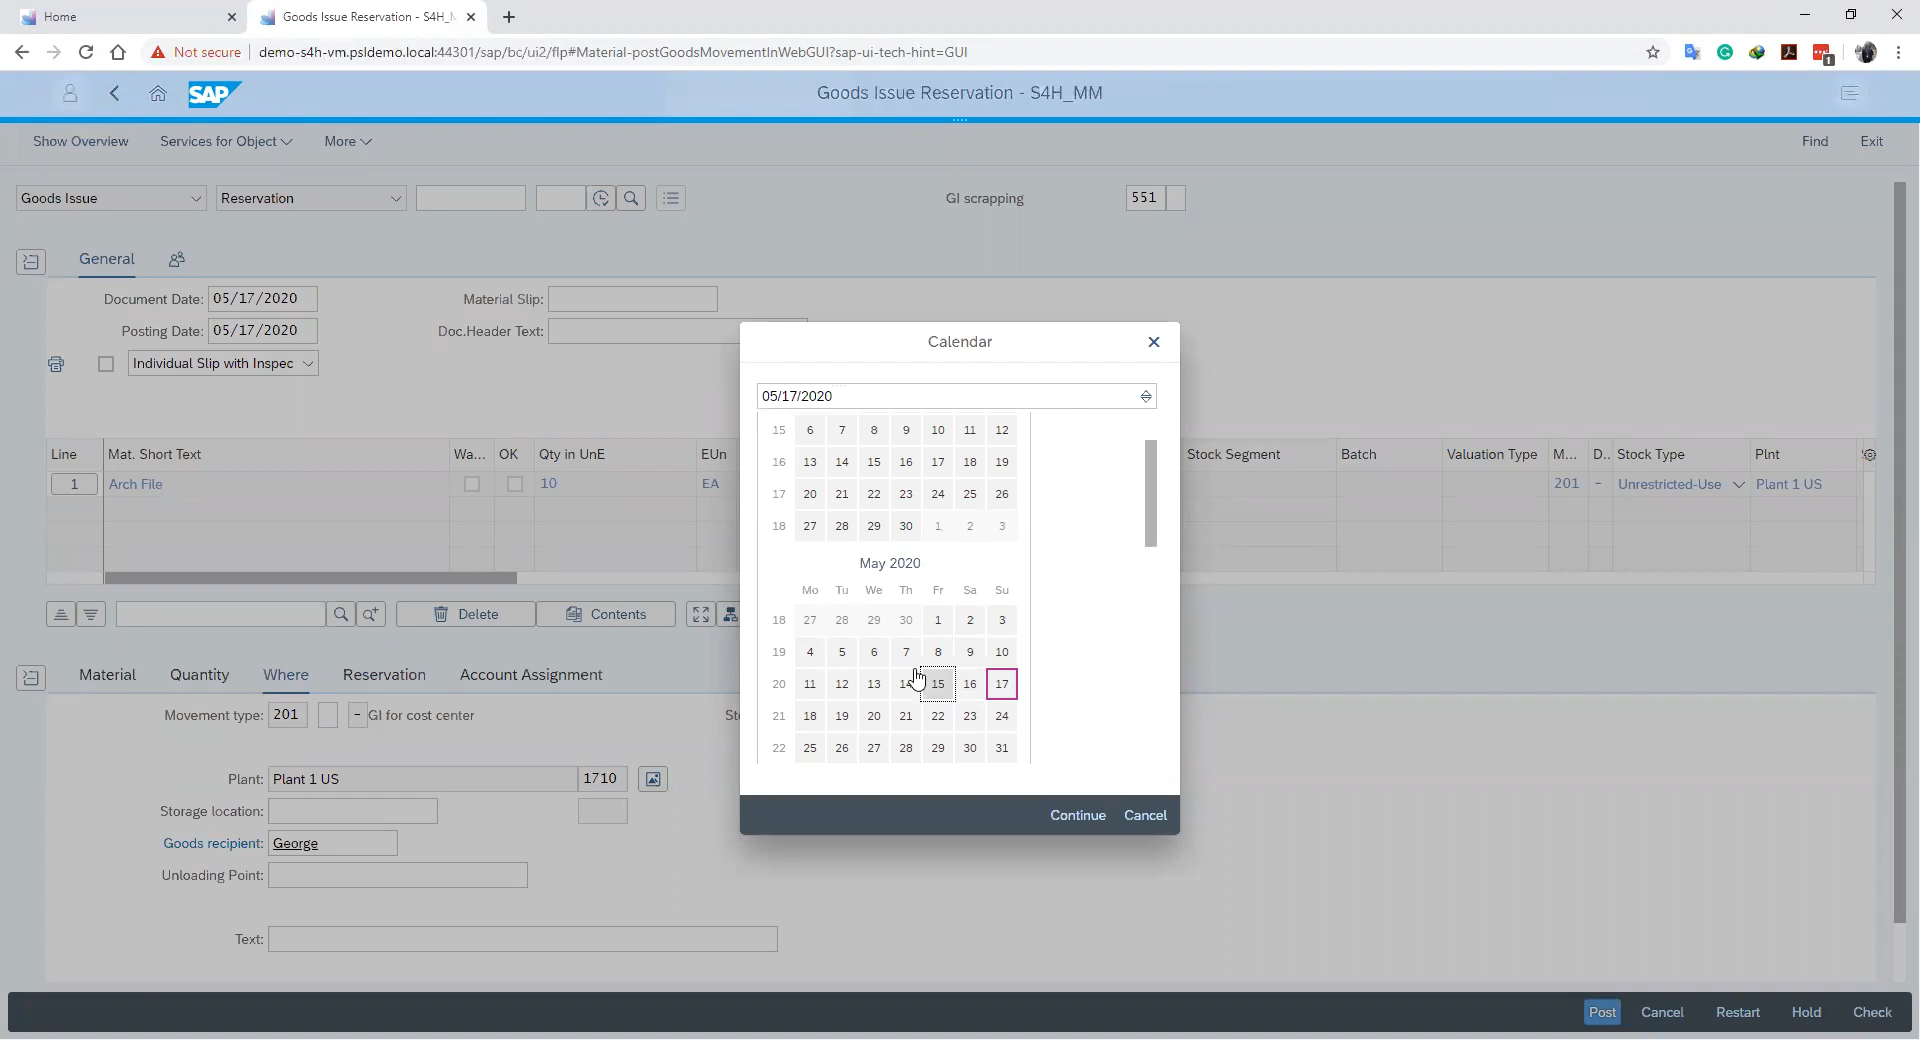 Home
Goods Issue Reservation - S4H_M
Not secure
demo-s4h-vm.psldemo.local:44301/sap/bc/ui2/flp#Material-postGoodsMovementInWebGUI?sap-ui-tech-hint=GUI
1
SAP
Goods Issue Reservation - S4H_MM
Show Overview Services for Object More Find Exit
Goods Issue Reservation GI scrapping 551
General
Document Date: 05/17/2020 Material Slip:
Posting Date: 05/17/2020 Doc.Header Text:
Individual Slip with Inspec
Calendar
05/17/2020
15 6 7 8 9 10 11 12
16 13 14 15 16 17 18 19
17 20 21 22 23 24 25 26
18 27 28 29 30 1 2 3
May 2020
Mo Tu We Th Fr Sa Su
18 27 28 29 30 1 2 3
19 4 5 6 7 8 9 10
20 11 12 13 14 15 16 17
21 18 19 20 21 22 23 24
22 25 26 27 28 29 30 31
Continue Cancel
Line Mat. Short Text Wa... OK Qty in UnE EUn Stock Segment Batch Valuation Type M... D.. Stock Type Plnt
1 Arch File 10 EA 201 - Unrestricted-Use Plant 1 US
Delete Contents
Material Quantity Where Reservation Account Assignment
Movement type: 201 - GI for cost center
Plant: Plant 1 US 1710
Storage location:
Goods recipient: George
Unloading Point:
Text:
Post Cancel Restart Hold Check